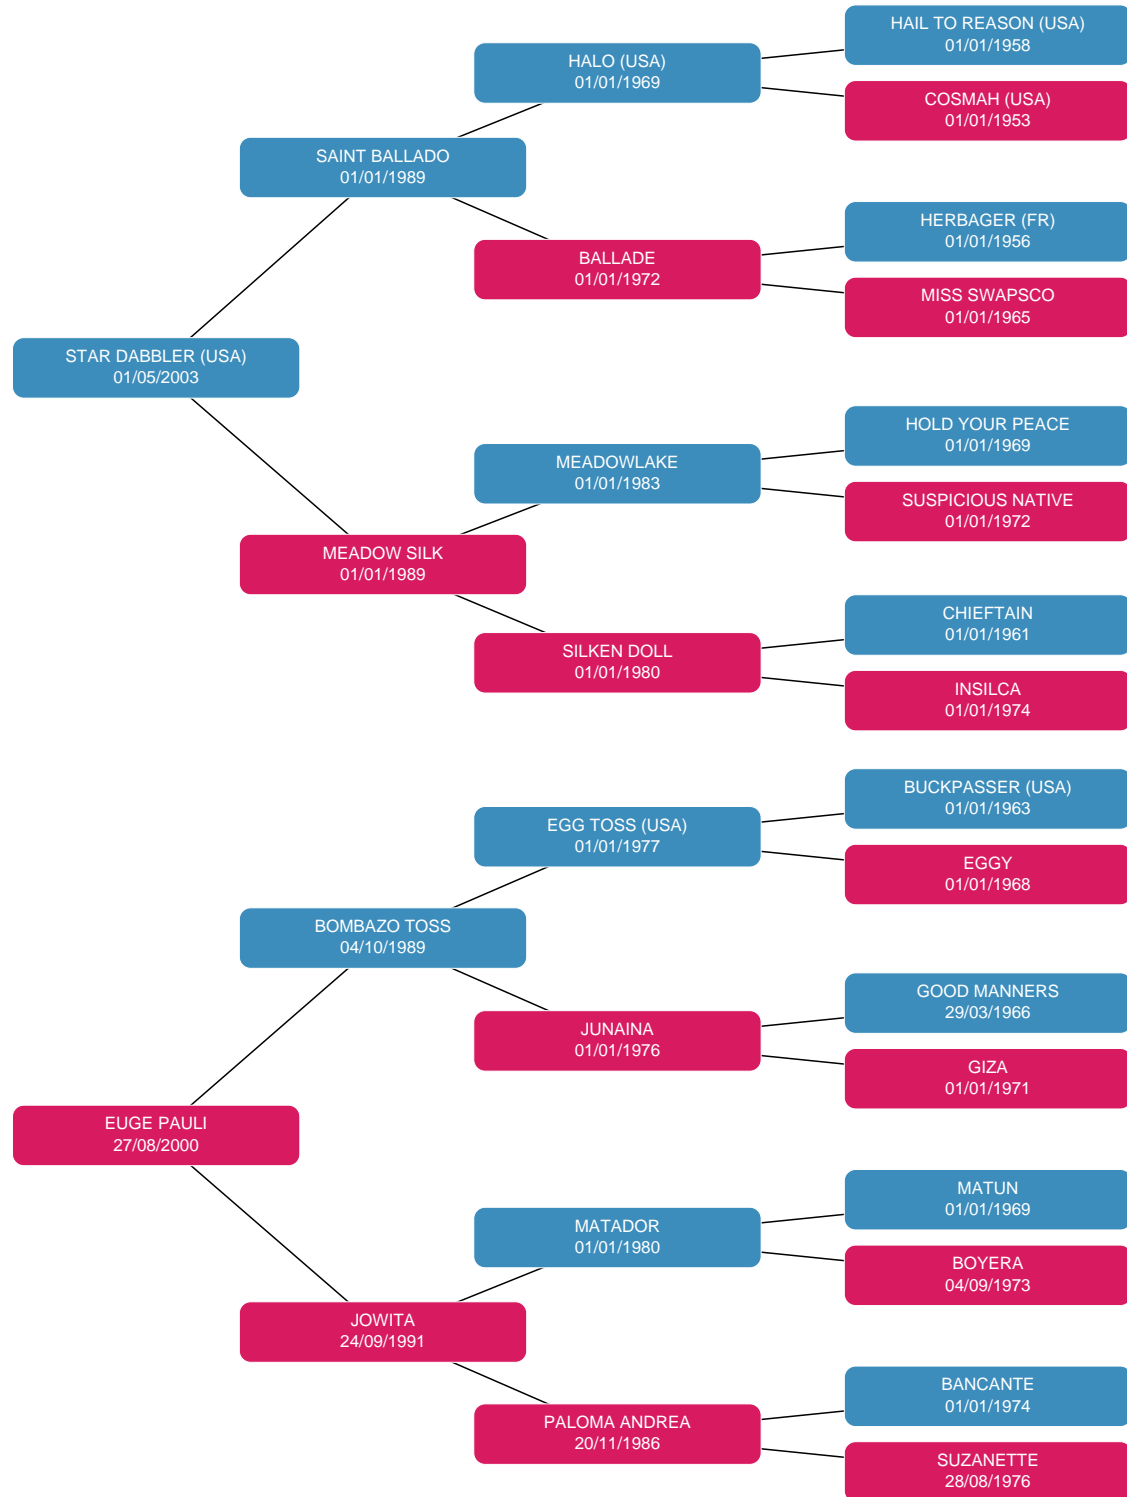 HAIL TO REASON (USA)
01/01/1958
HALO (USA)
01/01/1969
COSMAH (USA)
01/01/1953
SAINT BALLADO
01/01/1989
HERBAGER (FR)
01/01/1956
BALLADE
01/01/1972
MISS SWAPSCO
01/01/1965
STAR DABBLER (USA)
01/05/2003
HOLD YOUR PEACE
01/01/1969
MEADOWLAKE
01/01/1983
SUSPICIOUS NATIVE
01/01/1972
MEADOW SILK
01/01/1989
CHIEFTAIN
01/01/1961
SILKEN DOLL
01/01/1980
INSILCA
01/01/1974
BUCKPASSER (USA)
01/01/1963
EGG TOSS (USA)
01/01/1977
EGGY
01/01/1968
BOMBAZO TOSS
04/10/1989
GOOD MANNERS
29/03/1966
JUNAINA
01/01/1976
GIZA
01/01/1971
EUGE PAULI
27/08/2000
MATUN
01/01/1969
MATADOR
01/01/1980
BOYERA
04/09/1973
JOWITA
24/09/1991
BANCANTE
01/01/1974
PALOMA ANDREA
20/11/1986
SUZANETTE
28/08/1976